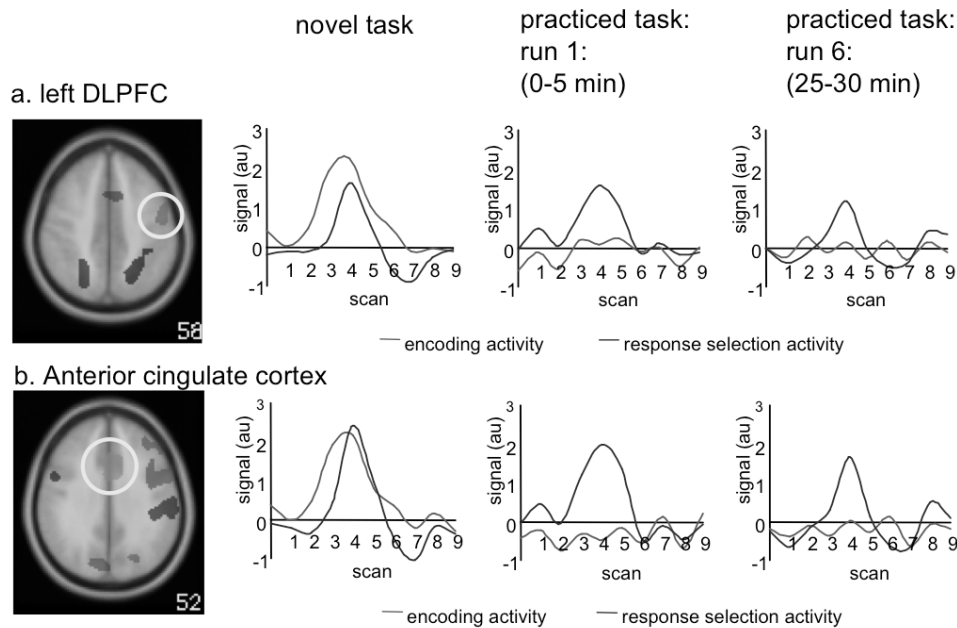 novel task
practiced task:
run 1:
(0-5 min)
practiced task:
run 6:
(25-30 min)
a. left DLPFC
58
3
2
1
0
-1
signal (au)
1 2 3 4 5 6 7 8 9
scan
3
2
1
0
-1
signal (au)
1 2 3 4 5 6 7 8 9
scan
3
2
1
0
-1
signal (au)
1 2 3 4 5 6 7 8 9
scan
encoding activity response selection activity
b. Anterior cingulate cortex
52
3
2
1
0
-1
signal (au)
1 2 3 4 5 6 7 8 9
scan
3
2
1
0
-1
signal (au)
1 2 3 4 5 6 7 8 9
scan
3
2
1
0
-1
signal (au)
1 2 3 4 5 6 7 8 9
scan
encoding activity response selection activity